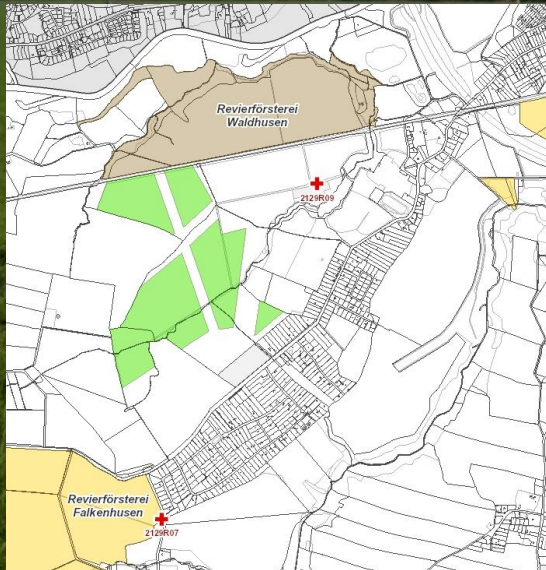 Revierförsterei
Waldhusen
2129R09
Revierförsterei
Falkenhusen
2129R07